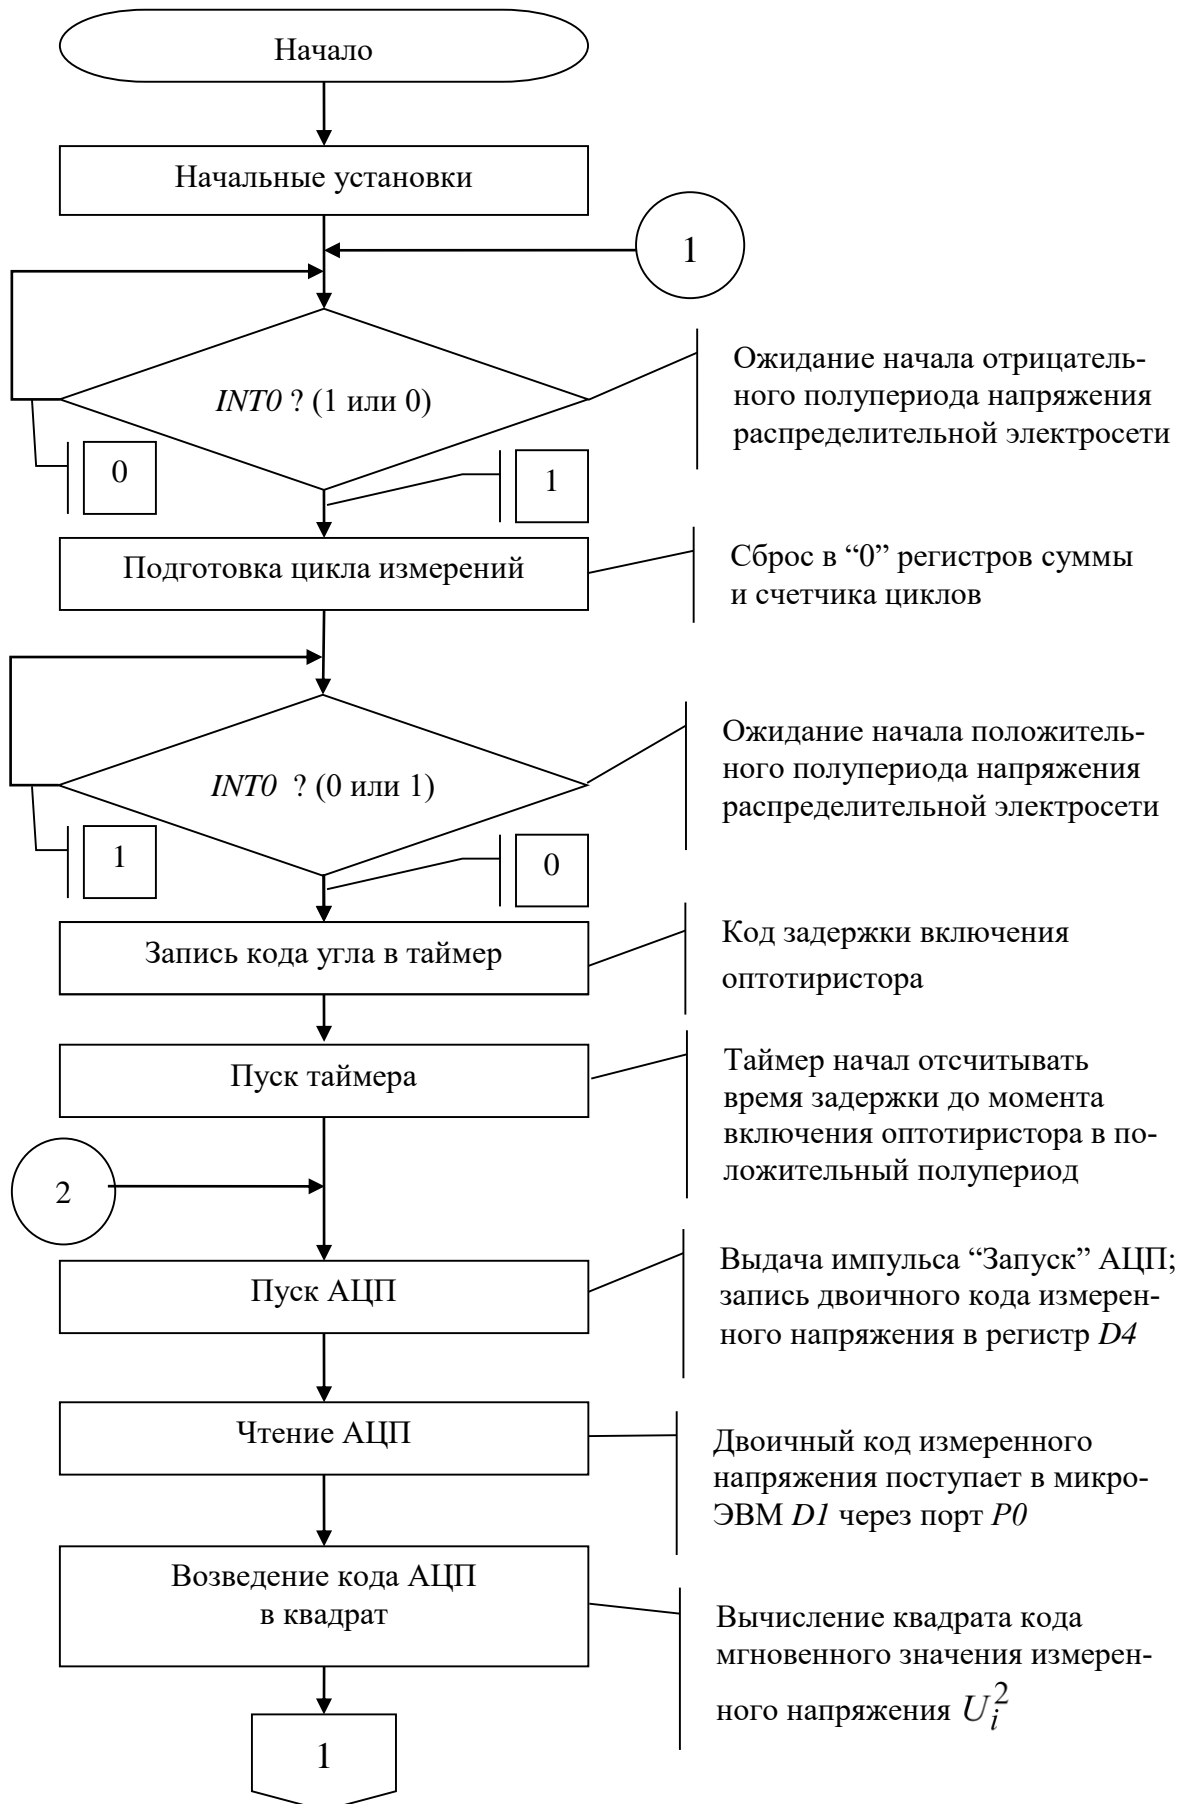 Начало
Начальные установки
1
INT0 ? (1 или 0)
Ожидание начала отрицатель-
ного полупериода напряжения
распределительной электросети
0
1
Подготовка цикла измерений
Сброс в “0” регистров суммы
и счетчика циклов
INT0 ? (0 или 1)
Ожидание начала положитель-
ного полупериода напряжения
распределительной электросети
1
0
Запись кода угла в таймер
Код задержки включения
оптотиристора
Пуск таймера
Таймер начал отсчитывать
время задержки до момента
включения оптотиристора в по-
ложительный полупериод
2
Пуск АЦП
Выдача импульса “Запуск” АЦП;
запись двоичного кода измерен-
ного напряжения в регистр D4
Чтение АЦП
Двоичный код измеренного
напряжения поступает в микро-
ЭВМ D1 через порт P0
Возведение кода АЦП
в квадрат
Вычисление квадрата кода
мгновенного значения измерен-
ного напряжения U_i^2
1